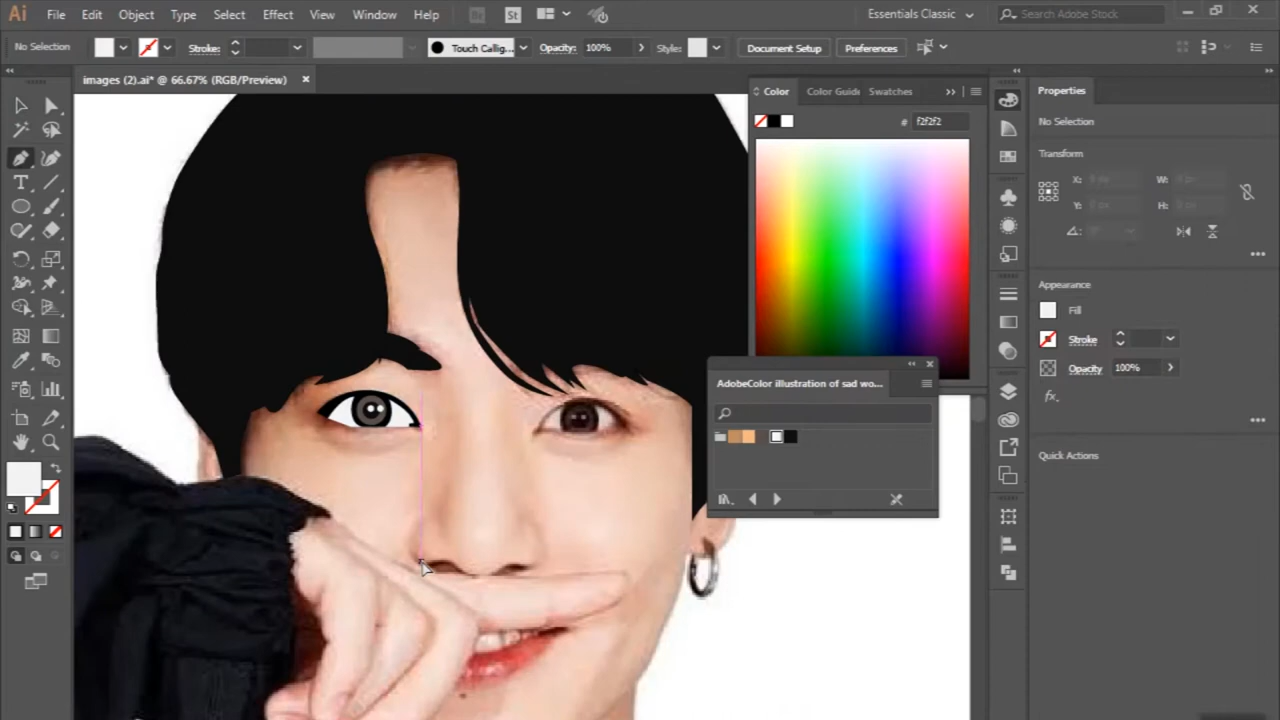 Ai File Edit Object Type Select Effect View Window Help Br St Essentials Classic Search Adobe Stock
No Selection Stroke: Touch Callig... Opacity: 100% Style: Document Setup Preferences
images (2).ai* @ 66.67% (RGB/Preview)
Color Color Guide Swatches
# f2f2f2
AdobeColor illustration of sad wo...
Properties
No Selection
Transform
X: W:
Y: H:
Appearance
Fill
Stroke
Opacity 100%
fx
Quick Actions